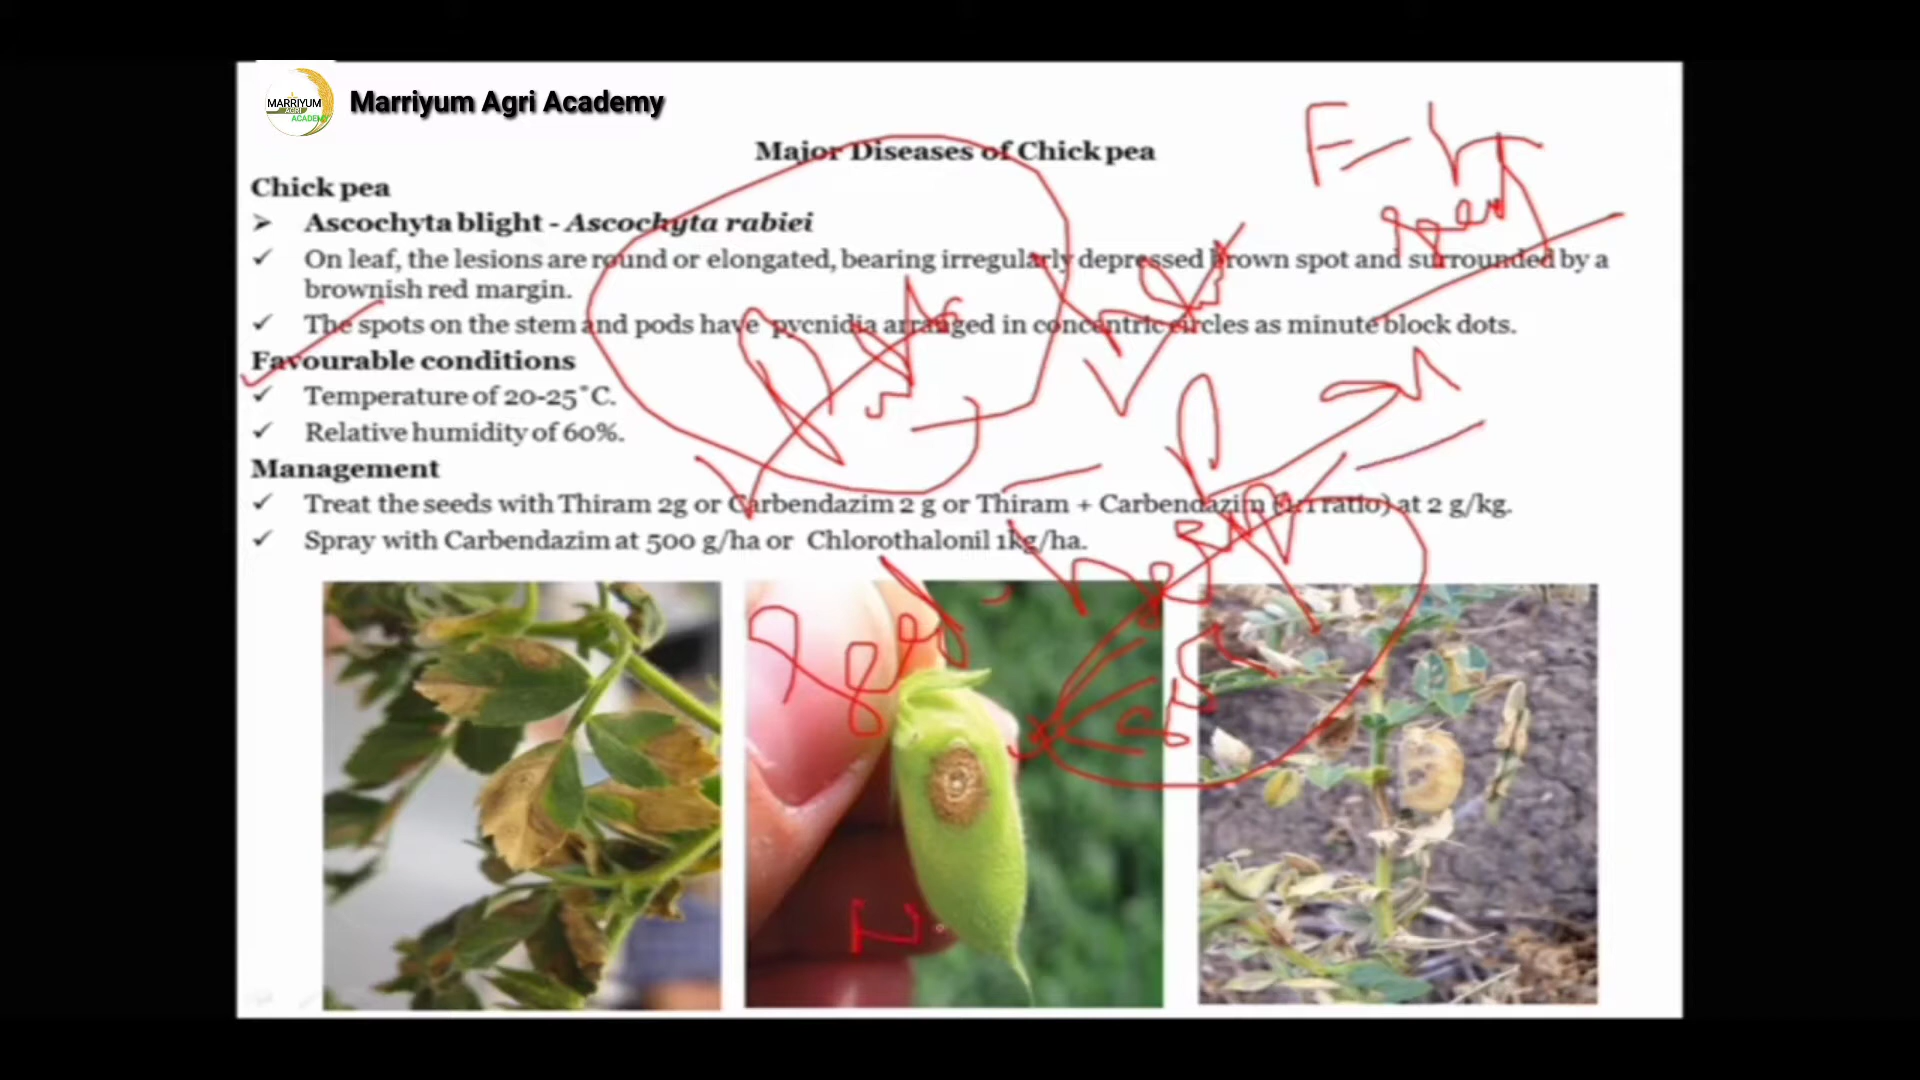 MARRIYUM
AGRI
ACADEMY
Marriyum Agri Academy
Major Diseases of Chick pea
Chick pea
➢ Ascochyta blight - Ascochyta rabiei
✓ On leaf, the lesions are round or elongated, bearing irregularly depressed brown spot and surrounded by a
brownish red margin.
✓ The spots on the stem and pods have pycnidia arranged in concentric circles as minute block dots.
Favourable conditions
✓ Temperature of 20-25˚C.
✓ Relative humidity of 60%.
Management
✓ Treat the seeds with Thiram 2g or Carbendazim 2 g or Thiram + Carbendazim (1:1 ratio) at 2 g/kg.
✓ Spray with Carbendazim at 500 g/ha or Chlorothalonil 1kg/ha.